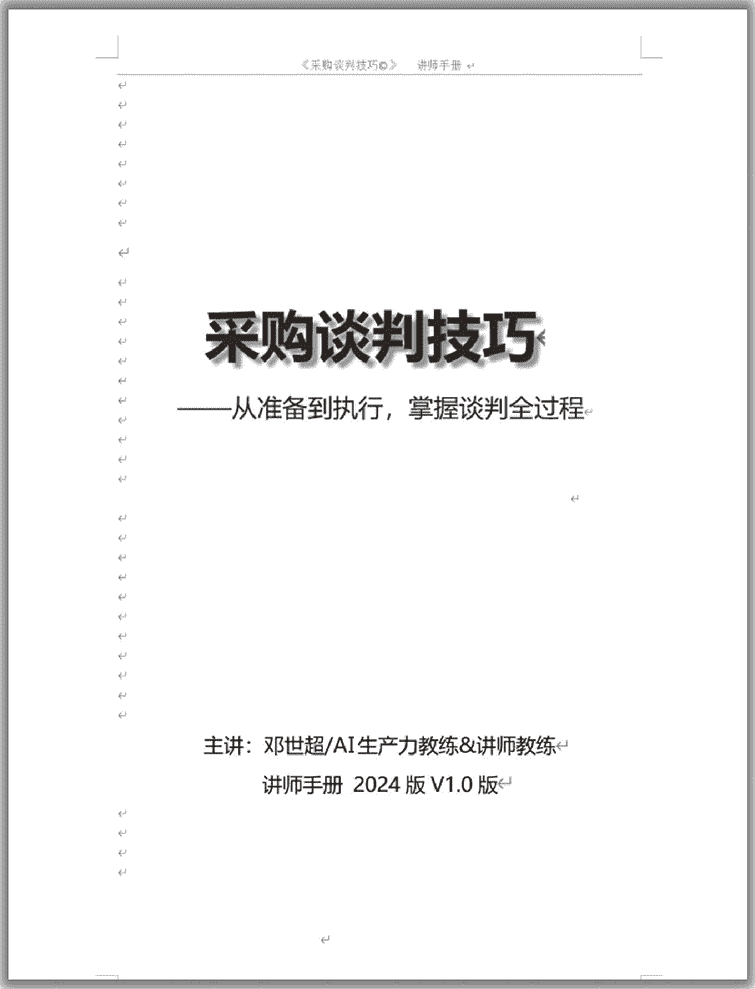 《采购谈判技巧©》 讲师手册
采购谈判技巧
——从准备到执行，掌握谈判全过程
主讲：邓世超/AI生产力教练&讲师教练
讲师手册 2024版V1.0版